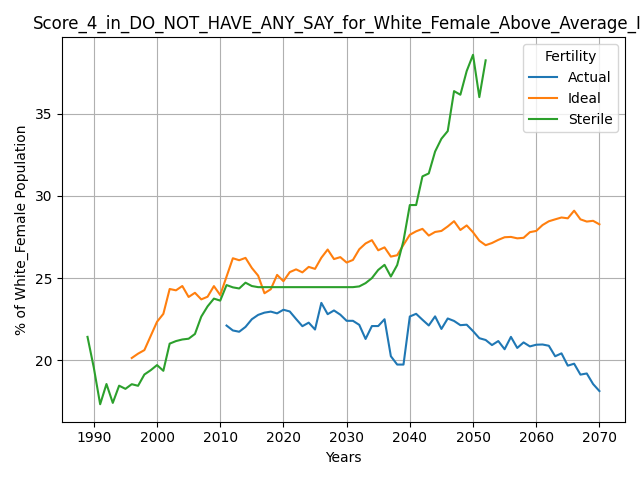 Score_4_in_DO_NOT_HAVE_ANY_SAY_for_White_Female_Above_Average_I
Fertility
Actual
Ideal
Sterile
% of White_Female Population
35
30
25
20
1990 2000 2010 2020 2030 2040 2050 2060 2070
Years